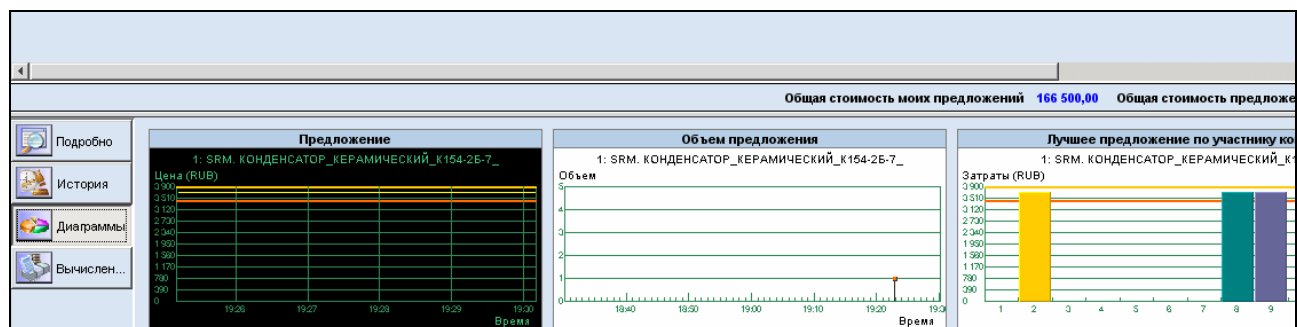 Общая стоимость моих предложений 166 500,00 Общая стоимость предложе
Подробно
История
Диаграммы
Вычислен...
Предложение
1: SRM. КОНДЕНСАТОР_КЕРАМИЧЕСКИЙ_К154-2Б-7_
Цена (RUB)
3 900
3 510
3 120
2 730
2 340
1 950
1 560
1 170
780
390
0
19:26 19:27 19:28 19:29 19:30
Время
Объем предложения
1: SRM. КОНДЕНСАТОР_КЕРАМИЧЕСКИЙ_К154-2Б-7_
Объем
5
4
3
2
1
0
18:40 18:50 19:00 19:10 19:20 19:3
Время
Лучшее предложение по участнику ко
1: SRM. КОНДЕНСАТОР_КЕРАМИЧЕСКИЙ_К1
Затраты (RUB)
3 900
3 510
3 120
2 730
2 340
1 950
1 560
1 170
780
390
0
1 2 3 4 5 6 7 8 9